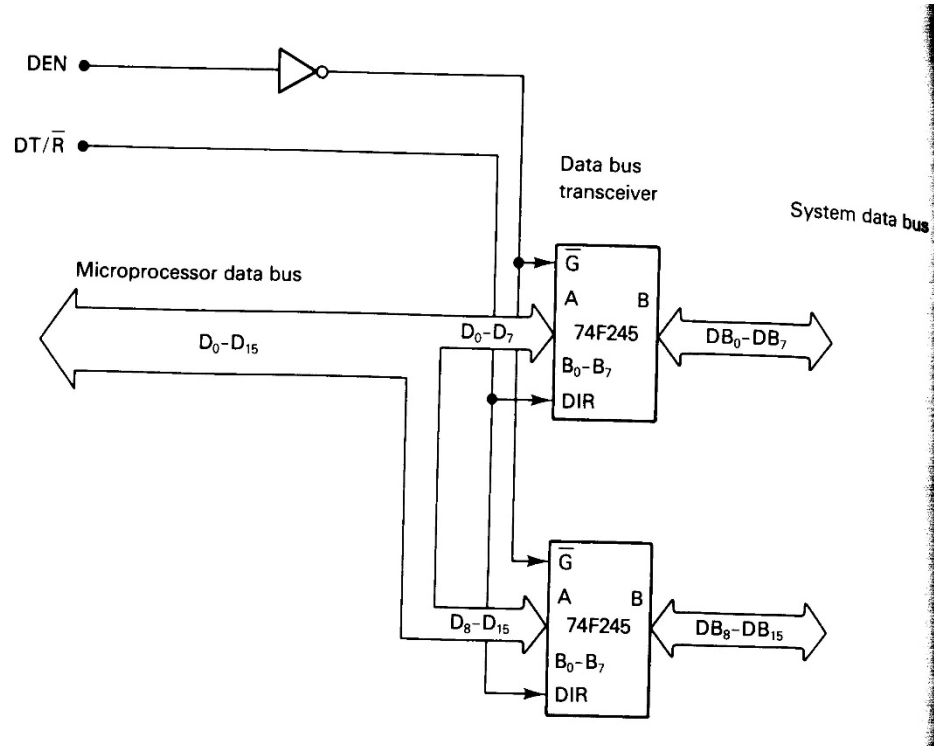 DEN
DT/R̅
Data bus
transceiver
System data bus
Microprocessor data bus
G̅
A B
D₀–D₁₅
D₀–D₇
74F245
DB₀–DB₇
B₀–B₇
DIR
G̅
A B
D₈–D₁₅
74F245
DB₈–DB₁₅
B₀–B₇
DIR